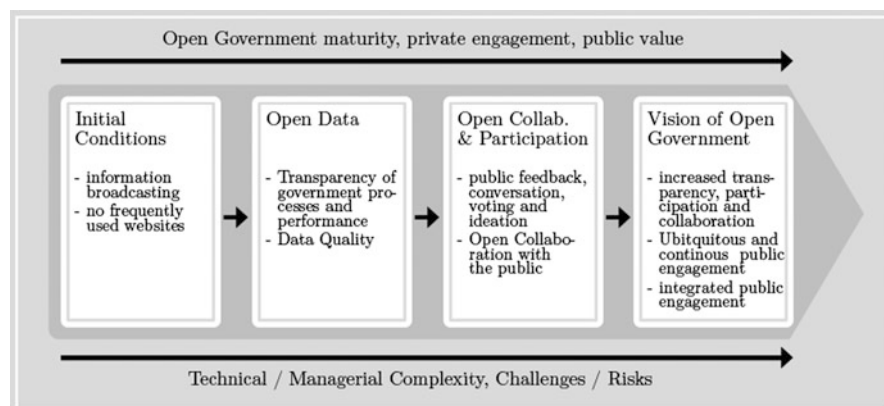 Open Government maturity, private engagement, public value
Initial
Conditions
- information
broadcasting
- no frequently
used websites
Open Data
- Transparency of
government pro-
cesses and
performance
- Data Quality
Open Collab.
& Participation
- public feedback,
conversation,
voting and
ideation
- Open Collabo-
ration with
the public
Vision of Open
Government
- increased trans-
parency, parti-
cipation and
collaboration
- Ubitquitous and
continous public
engagement
- integrated public
engagement
Technical / Managerial Complexity, Challenges / Risks